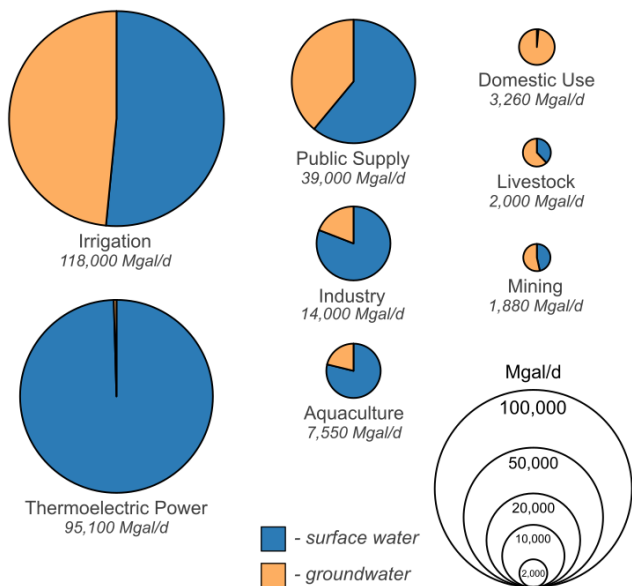 Irrigation
118,000 Mgal/d
Thermoelectric Power
95,100 Mgal/d
Public Supply
39,000 Mgal/d
Industry
14,000 Mgal/d
Aquaculture
7,550 Mgal/d
Domestic Use
3,260 Mgal/d
Livestock
2,000 Mgal/d
Mining
1,880 Mgal/d
Mgal/d
100,000
50,000
20,000
10,000
2,000
- surface water
- groundwater